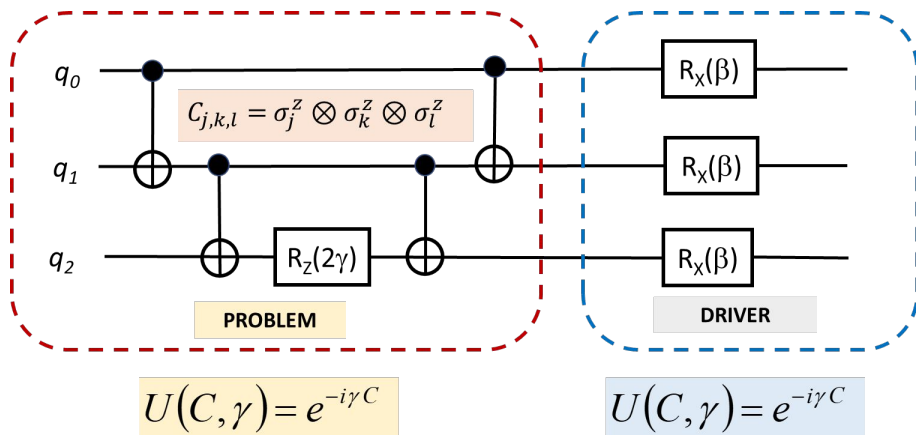 q₀
R_X(β)
C_{j,k,l} = σ_j^z ⊗ σ_k^z ⊗ σ_l^z
q₁
R_X(β)
q₂
R_Z(2γ)
R_X(β)
PROBLEM
DRIVER
U(C,γ) = e^{-iγC}
U(C,γ) = e^{-iγC}